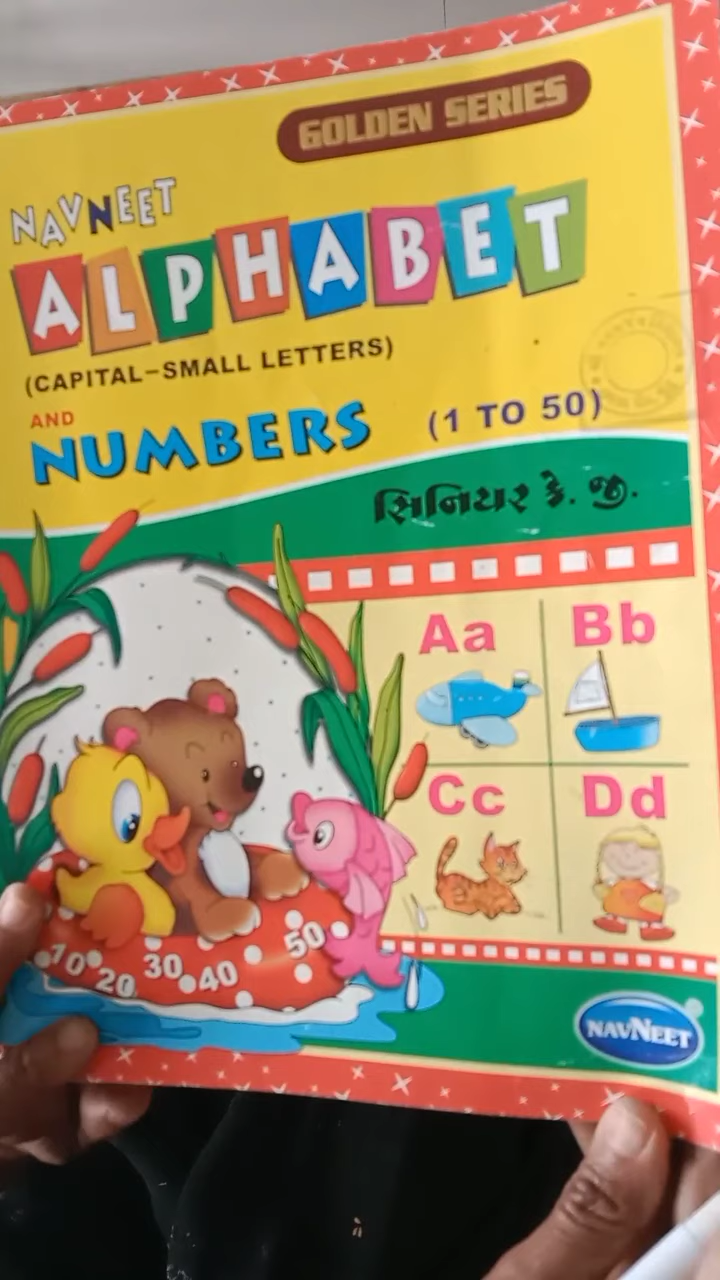 GOLDEN SERIES
NAVNEET
ALPHABET
(CAPITAL–SMALL LETTERS)
AND
NUMBERS (1 TO 50)
સિનિયર કે. જી.
Aa Bb
Cc Dd
10 20 30 40 50
NAVNEET